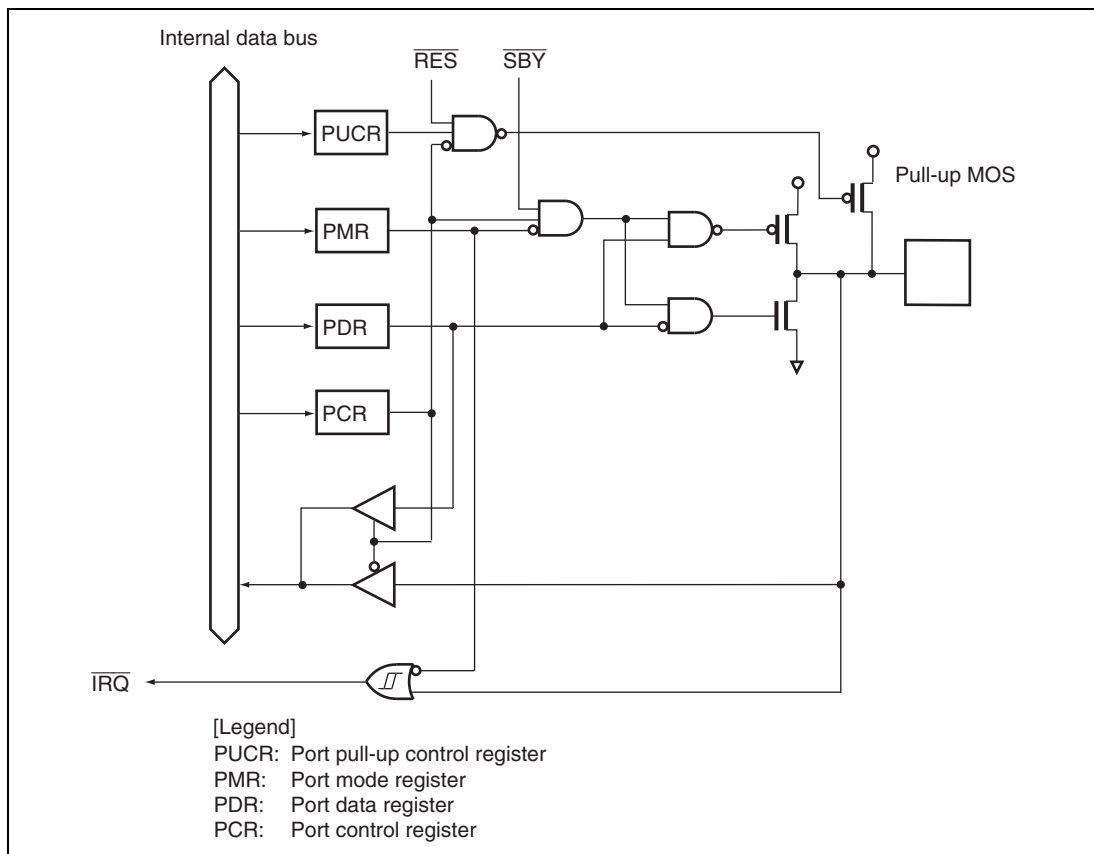 Internal data bus
RES
SBY
PUCR
Pull-up MOS
PMR
PDR
PCR
IRQ
[Legend]
PUCR: Port pull-up control register
PMR: Port mode register
PDR: Port data register
PCR: Port control register